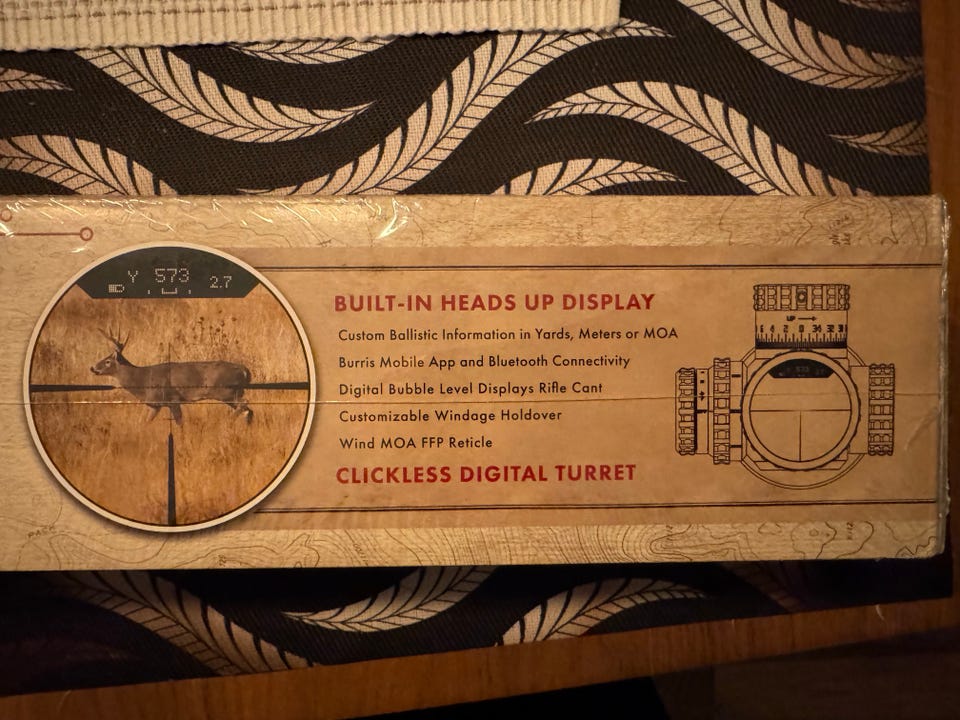 Y 573 2.7
BUILT-IN HEADS UP DISPLAY
Custom Ballistic Information in Yards, Meters or MOA
Burris Mobile App and Bluetooth Connectivity
Digital Bubble Level Displays Rifle Cant
Customizable Windage Holdover
Wind MOA FFP Reticle
CLICKLESS DIGITAL TURRET
UP
573